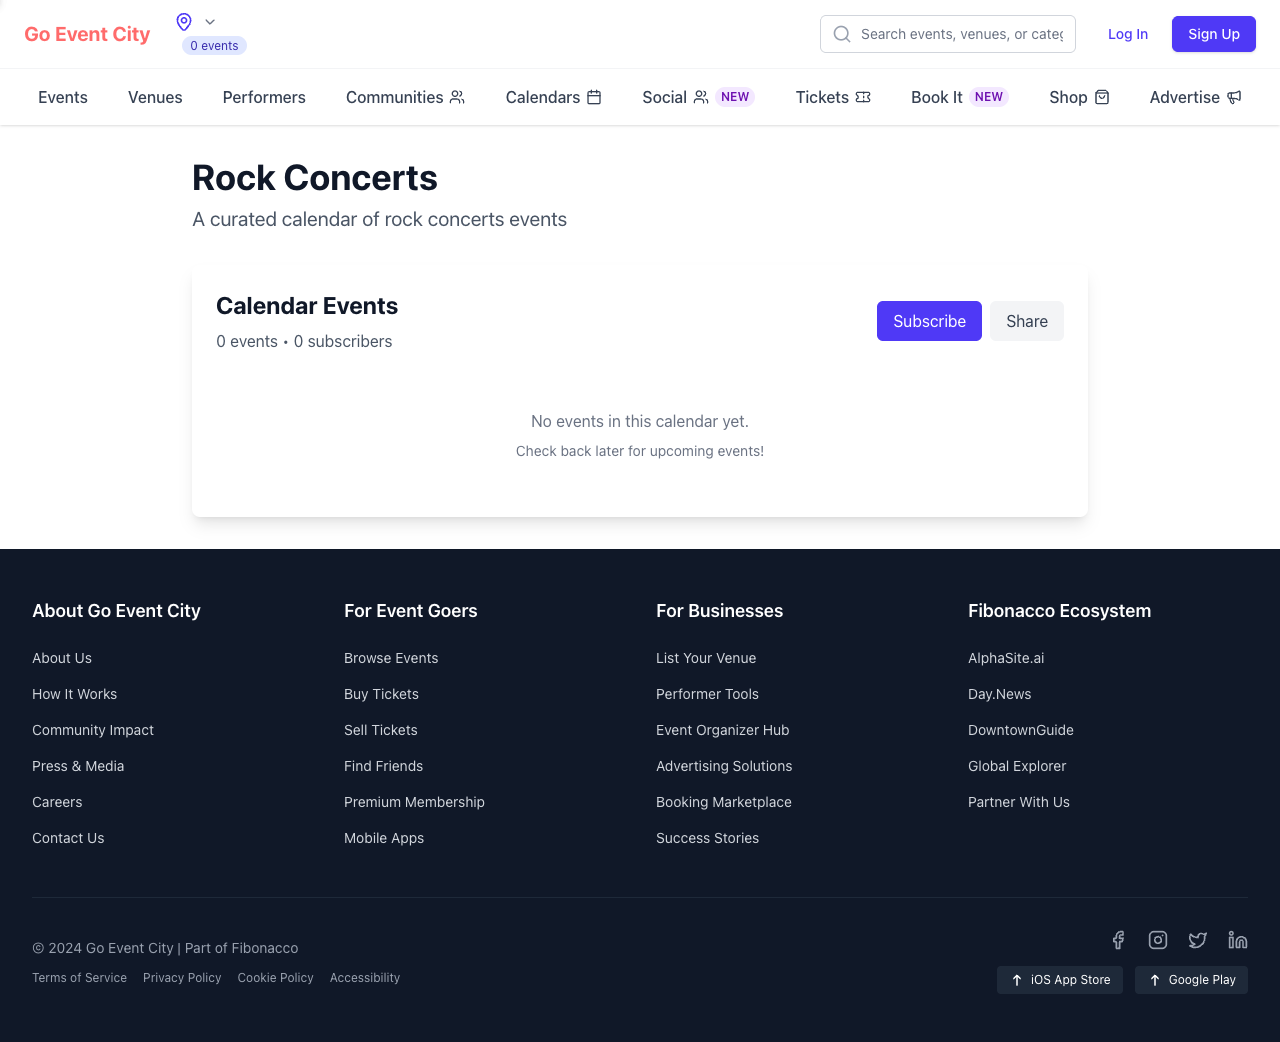 Go Event City
0 events
Search events, venues, or categ
Log In
Sign Up
Events
Venues
Performers
Communities
Calendars
Social NEW
Tickets
Book It NEW
Shop
Advertise
Rock Concerts
A curated calendar of rock concerts events
Calendar Events
0 events • 0 subscribers
Subscribe
Share
No events in this calendar yet.
Check back later for upcoming events!
About Go Event City
About Us
How It Works
Community Impact
Press & Media
Careers
Contact Us
For Event Goers
Browse Events
Buy Tickets
Sell Tickets
Find Friends
Premium Membership
Mobile Apps
For Businesses
List Your Venue
Performer Tools
Event Organizer Hub
Advertising Solutions
Booking Marketplace
Success Stories
Fibonacco Ecosystem
AlphaSite.ai
Day.News
DowntownGuide
Global Explorer
Partner With Us
© 2024 Go Event City | Part of Fibonacco
Terms of Service
Privacy Policy
Cookie Policy
Accessibility
iOS App Store
Google Play